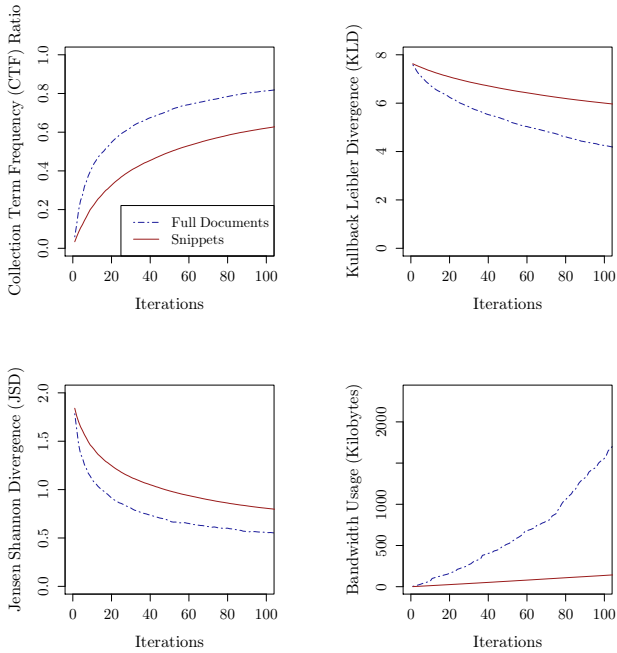 Collection Term Frequency (CTF) Ratio
1.0
0.8
0.6
0.4
0.2
0.0
Full Documents
Snippets
0 20 40 60 80 100
Iterations
Kullback Leibler Divergence (KLD)
8
6
4
2
0
0 20 40 60 80 100
Iterations
Jensen Shannon Divergence (JSD)
2.0
1.5
1.0
0.5
0.0
0 20 40 60 80 100
Iterations
Bandwidth Usage (Kilobytes)
2000
1000
500
0
0 20 40 60 80 100
Iterations